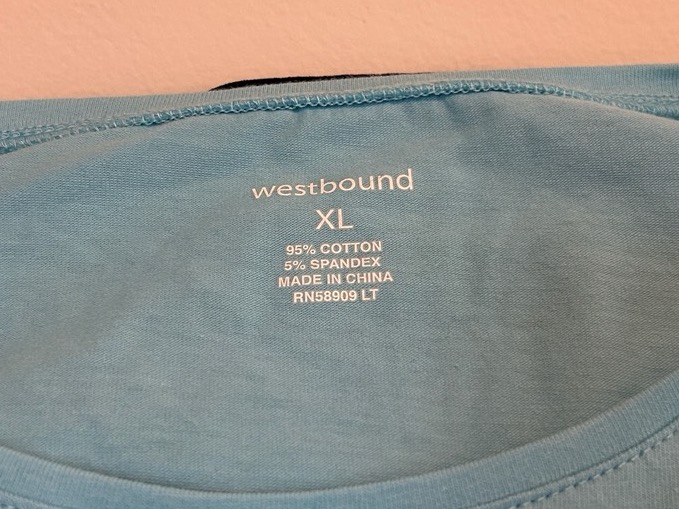 westbound
XL
95% COTTON
5% SPANDEX
MADE IN CHINA
RN58909 LT